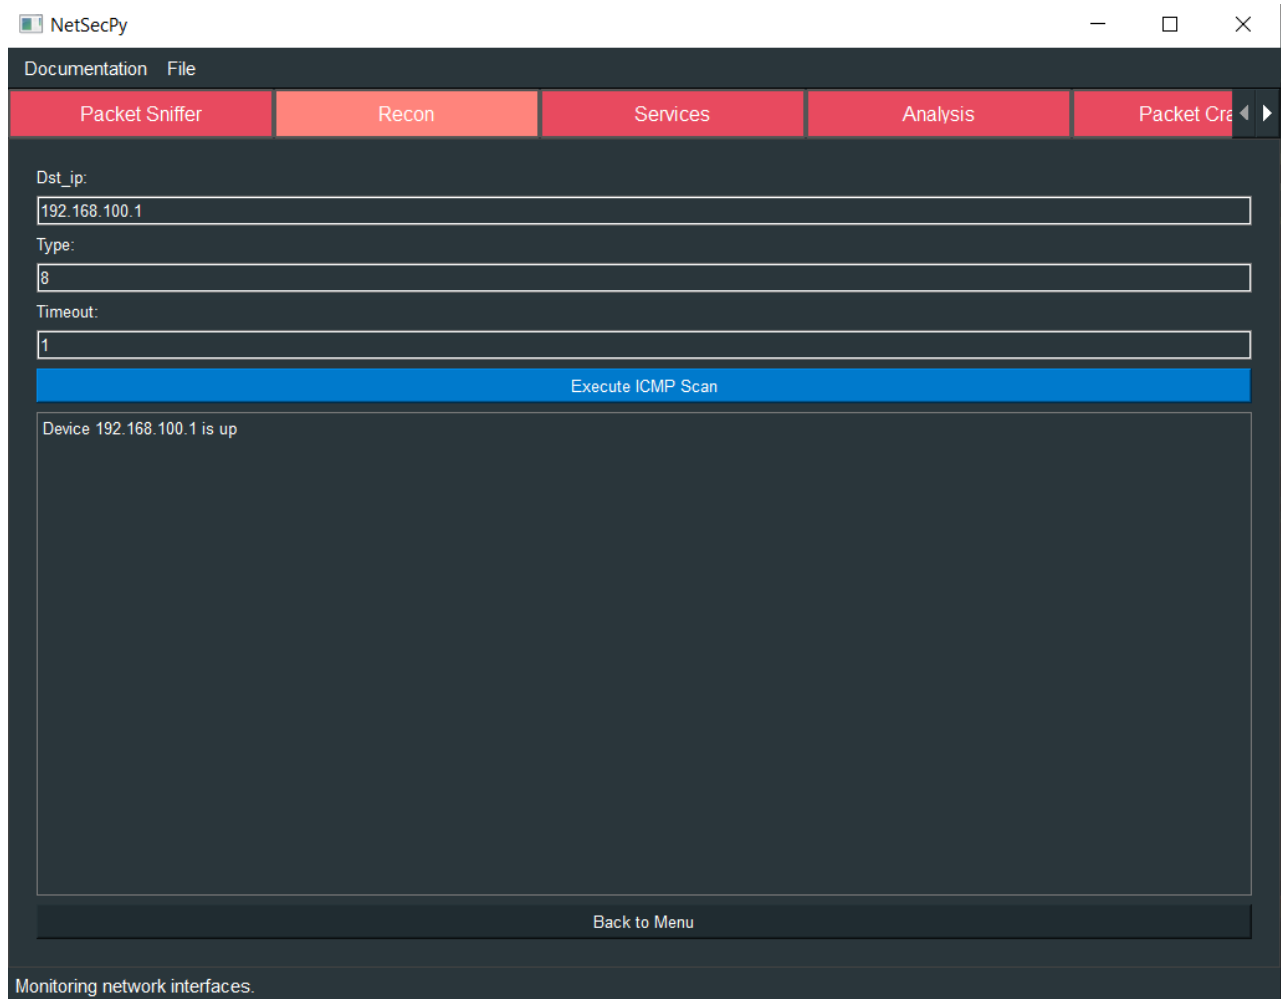 NetSecPy
Documentation File
Packet Sniffer Recon Services Analysis Packet Cra
Dst_ip:
192.168.100.1
Type:
8
Timeout:
1
Execute ICMP Scan
Device 192.168.100.1 is up
Back to Menu
Monitoring network interfaces.